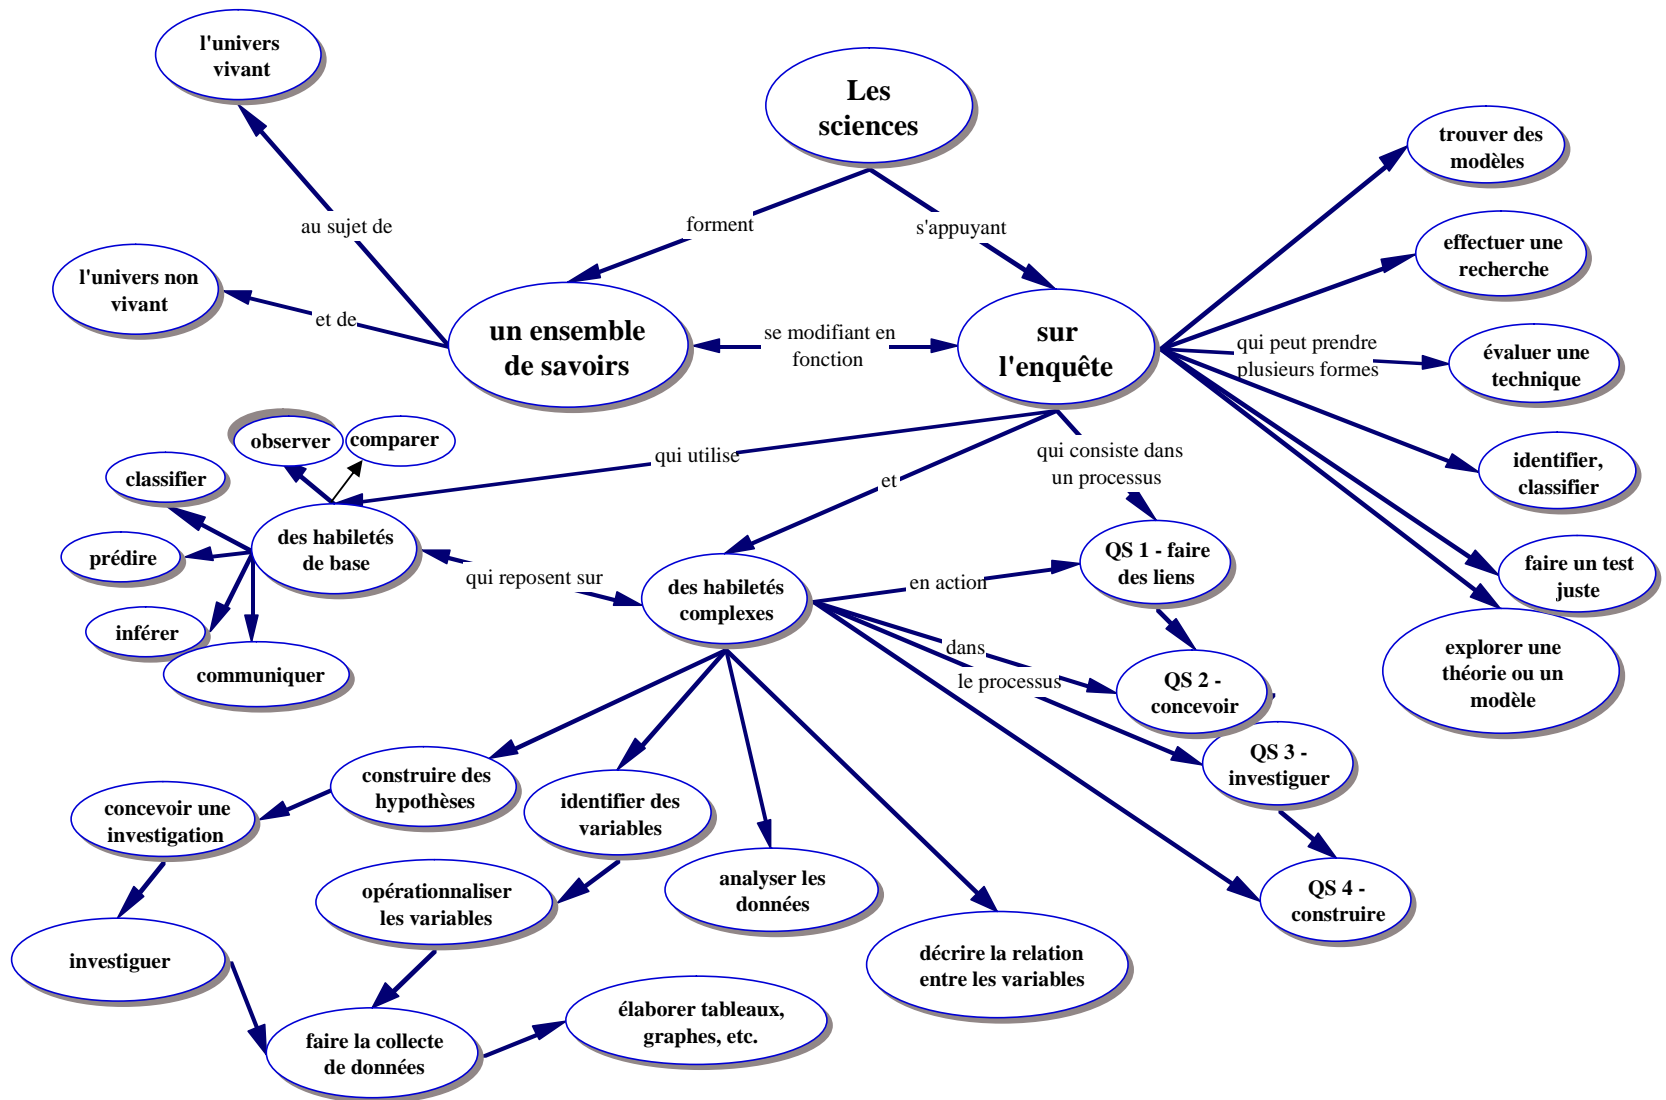 l'univers
vivant
Les
sciences
trouver des
modèles
au sujet de
forment
s'appuyant
effectuer une
recherche
l'univers non
vivant
et de
un ensemble
de savoirs
se modifiant en
fonction
sur
l'enquête
qui peut prendre
plusieurs formes
évaluer une
technique
observer
comparer
qui utilise
qui consiste dans
un processus
identifier,
classifier
classifier
et
prédire
des habiletés
de base
qui reposent sur
des habiletés
complexes
en action
QS 1 - faire
des liens
faire un test
juste
inférer
communiquer
dans
le processus
QS 2 -
concevoir
explorer une
théorie ou un
modèle
QS 3 -
investiguer
construire des
hypothèses
concevoir une
investigation
identifier des
variables
opérationnaliser
les variables
analyser les
données
QS 4 -
construire
investiguer
décrire la relation
entre les variables
élaborer tableaux,
graphes, etc.
faire la collecte
de données